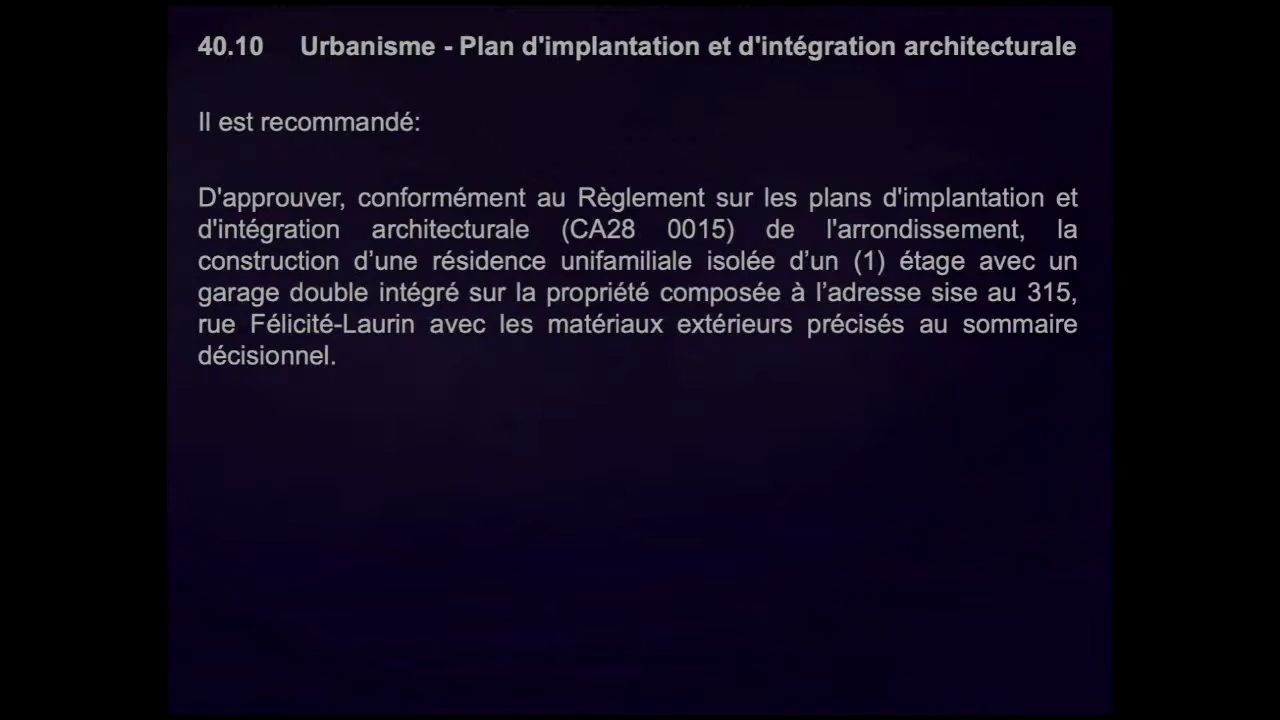 40.10 Urbanisme - Plan d'implantation et d'intégration architecturale
Il est recommandé:
D'approuver, conformément au Règlement sur les plans d'implantation et
d'intégration architecturale (CA28 0015) de l'arrondissement, la
construction d’une résidence unifamiliale isolée d’un (1) étage avec un
garage double intégré sur la propriété composée à l’adresse sise au 315,
rue Félicité-Laurin avec les matériaux extérieurs précisés au sommaire
décisionnel.